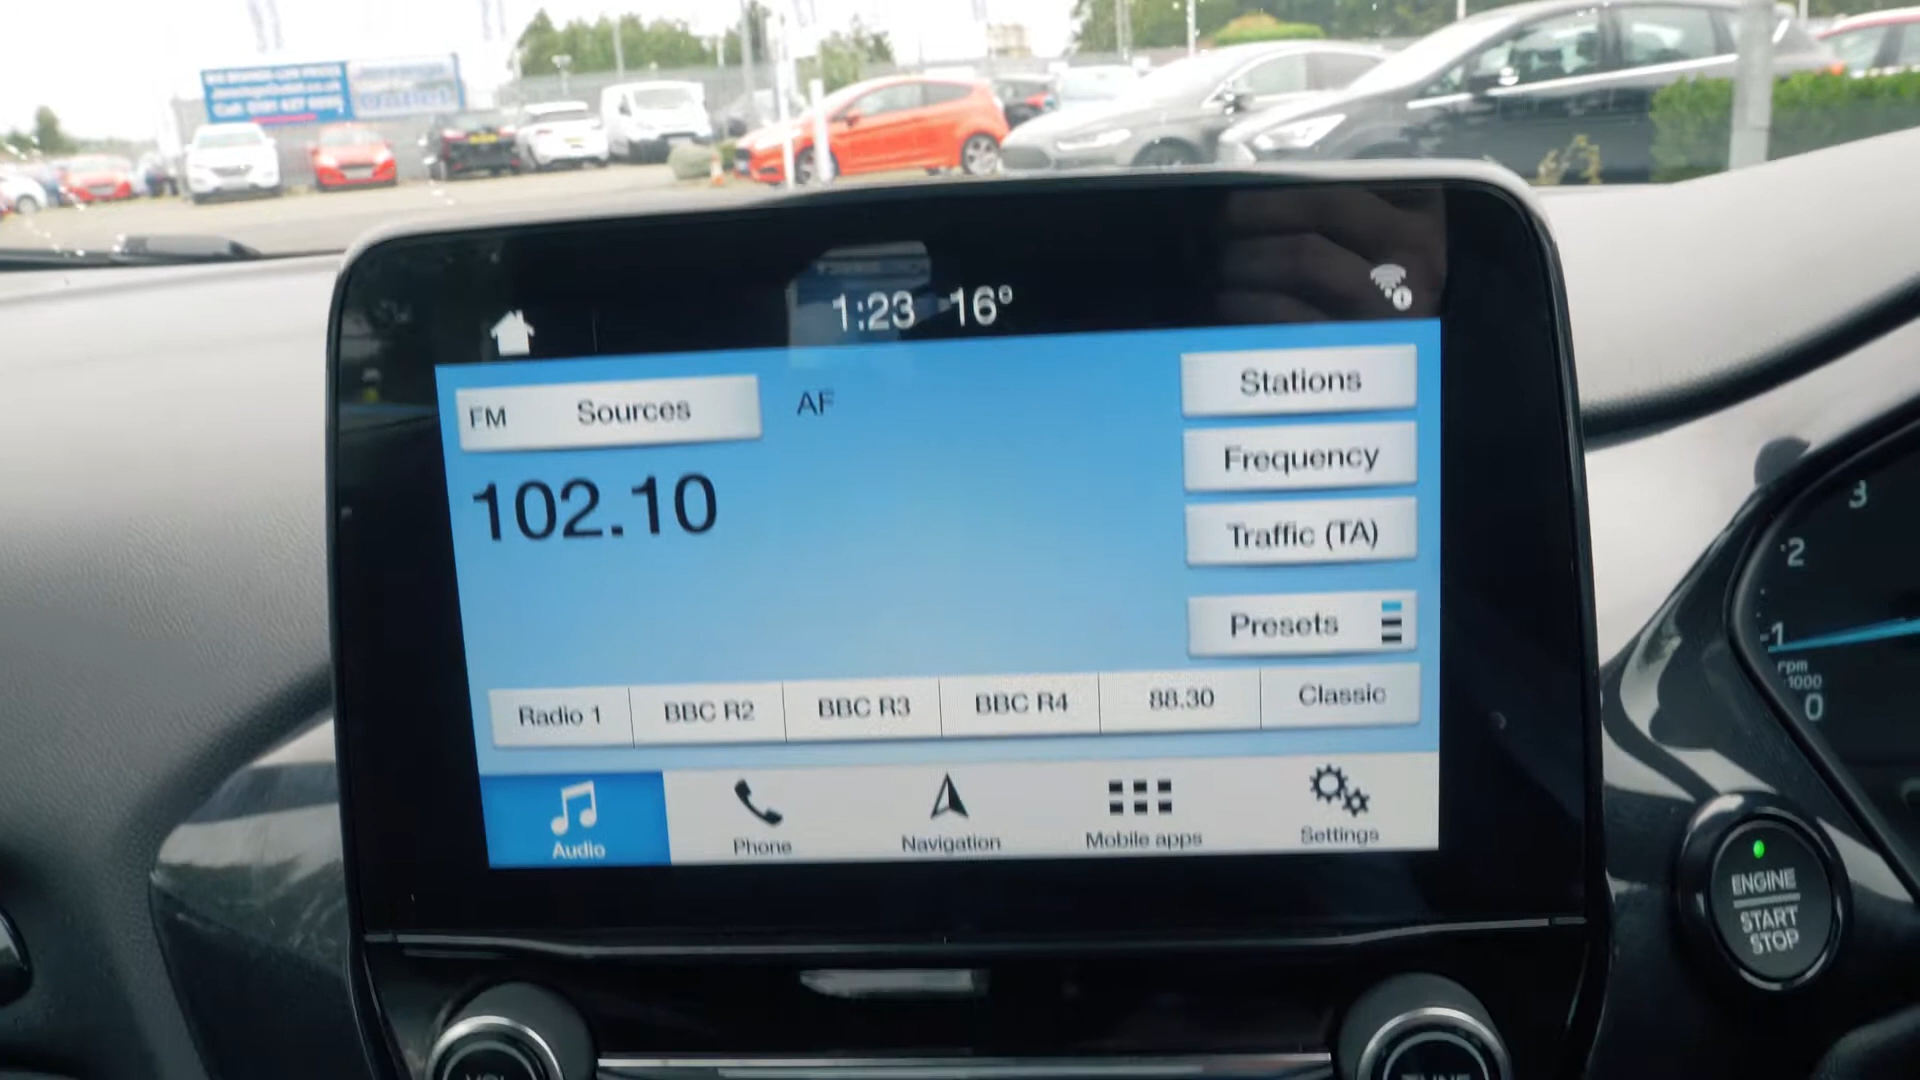 1:23 16°
FM Sources
AF
Stations
102.10
Frequency
Traffic (TA)
Presets
Radio 1
BBC R2
BBC R3
BBC R4
88.30
Classic
Audio
Phone
Navigation
Mobile apps
Settings
3
2
1
rpm
x1000
0
ENGINE
START
STOP